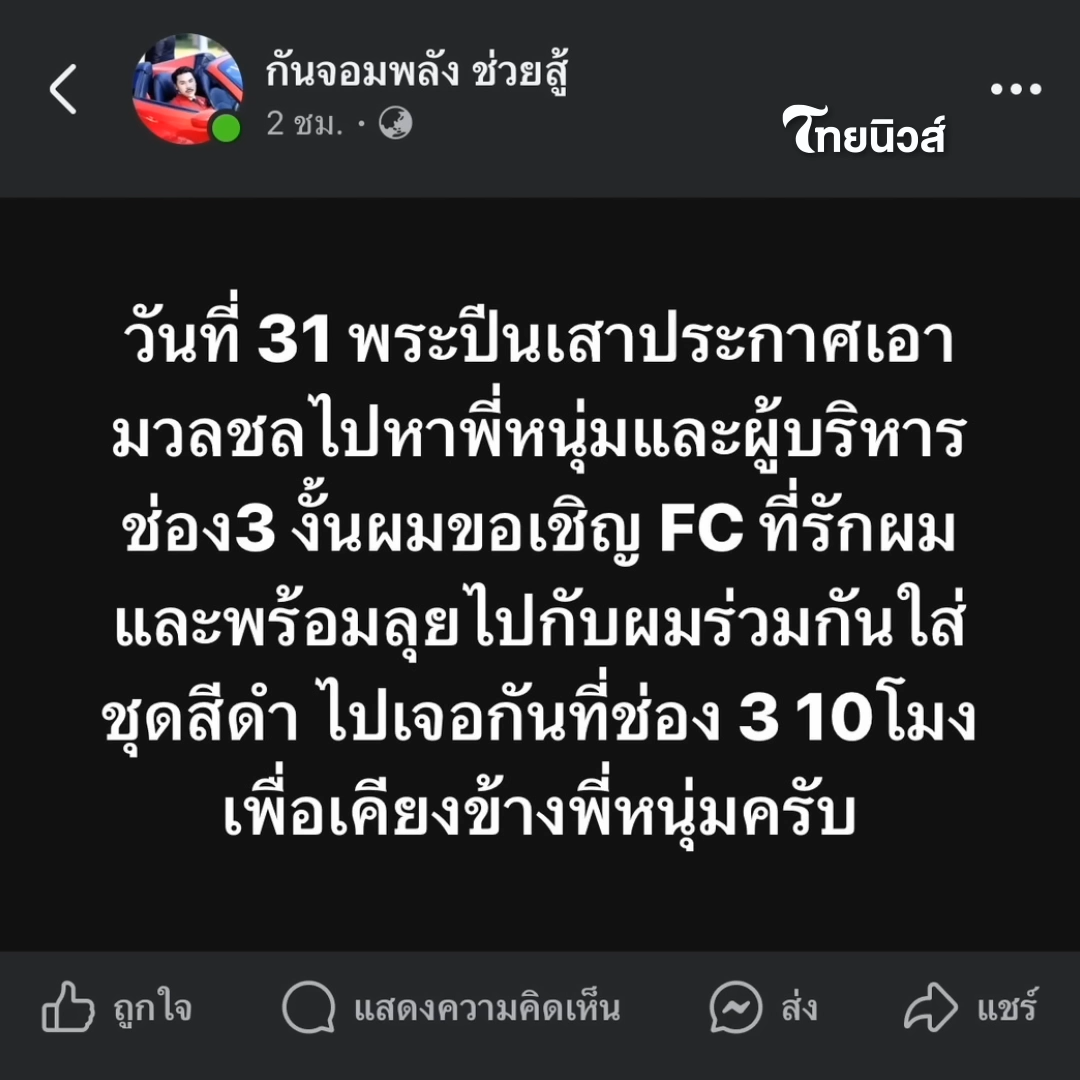 กันจอมพลัง ช่วยสู้
2 ชม. ·
ไทยนิวส์
วันที่ 31 พระปีนเสาประกาศเอา
มวลชลไปหาพี่หนุ่มและผู้บริหาร
ช่อง3 งั้นผมขอเชิญ FC ที่รักผม
และพร้อมลุยไปกับผมร่วมกันใส่
ชุดสีดำ ไปเจอกันที่ช่อง 3 10โมง
เพื่อเคียงข้างพี่หนุ่มครับ
ถูกใจ แสดงความคิดเห็น ส่ง แชร์